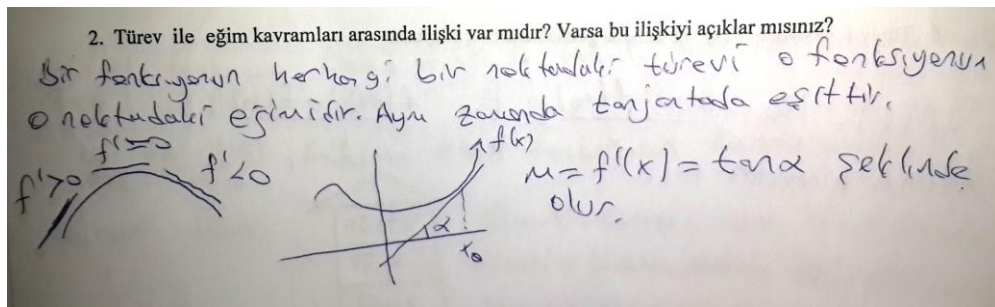 2. Türev ile eğim kavramları arasında ilişki var mıdır? Varsa bu ilişkiyi açıklar mısınız?
Bir fonksiyonun herhangi bir noktadaki türevi o fonksiyonun
o noktadaki eğimidir. Aynı zamanda tanjantada eşittir.
f'=0
f'>0
f'<0
f(x)
α
x₀
m = f'(x) = tanα şeklinde
olur.